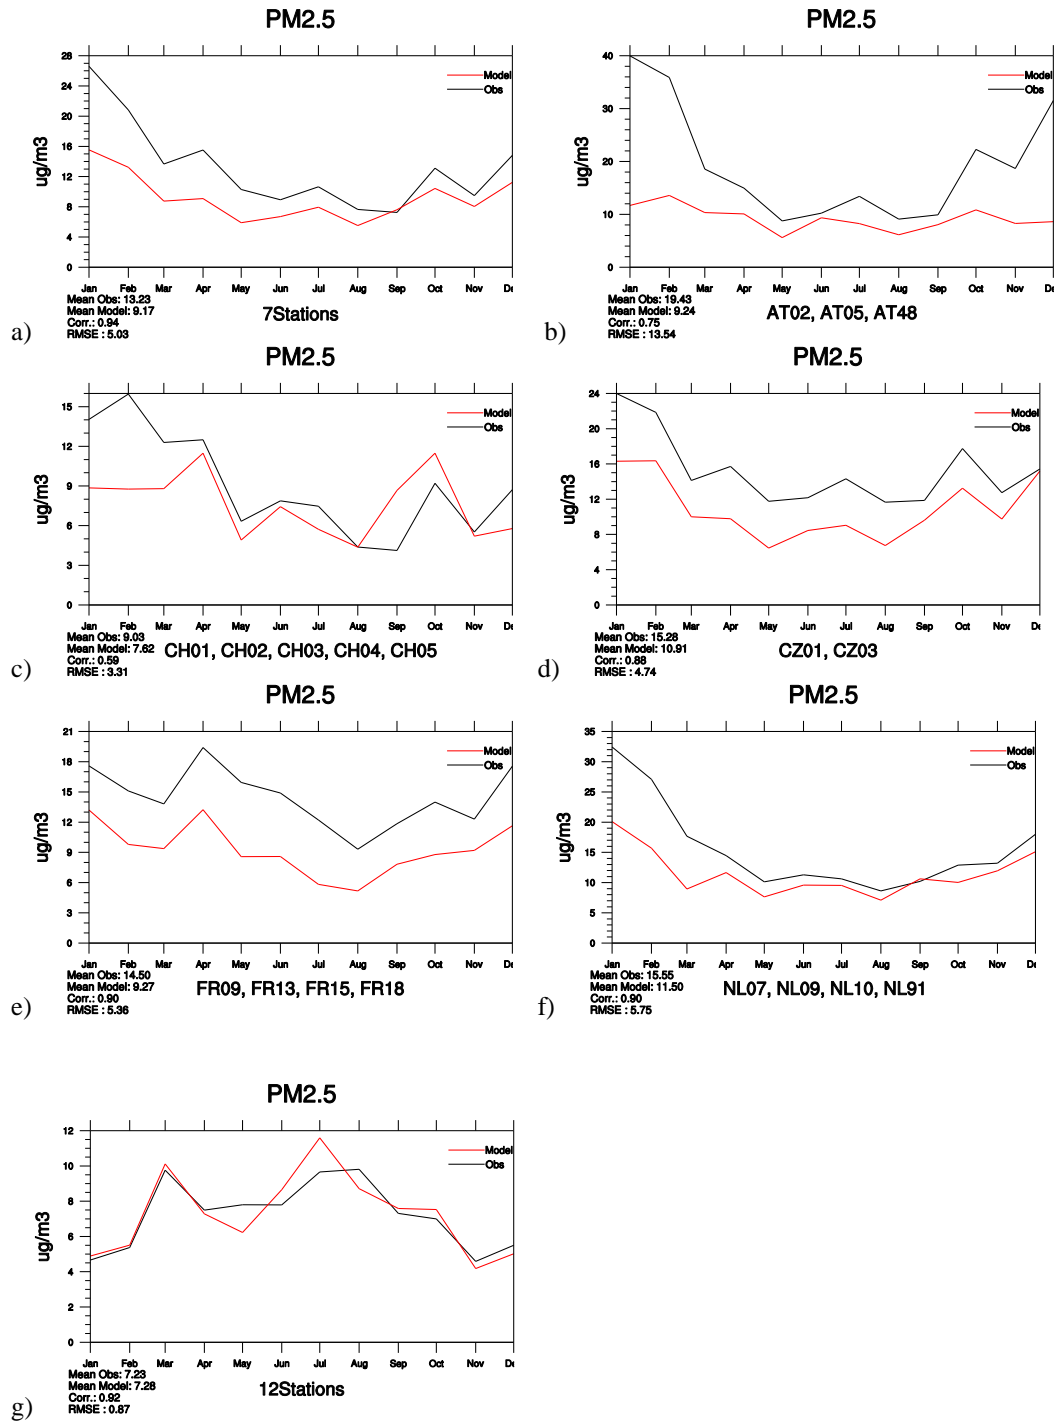 PM2.5
28
24
20
16
12
8
4
0
ug/m3
Model
Obs
Jan Feb Mar Apr May Jun Jul Aug Sep Oct Nov De
Mean Obs: 13.23
Mean Model: 9.17
Corr.: 0.94
RMSE : 5.03
7Stations
a)
PM2.5
40
30
20
10
0
ug/m3
Model
Obs
Jan Feb Mar Apr May Jun Jul Aug Sep Oct Nov De
Mean Obs: 19.43
Mean Model: 9.24
Corr.: 0.75
RMSE : 13.54
AT02, AT05, AT48
b)
PM2.5
15
12
9
6
3
0
ug/m3
Model
Obs
Jan Feb Mar Apr May Jun Jul Aug Sep Oct Nov De
Mean Obs: 9.03
Mean Model: 7.62
Corr.: 0.59
RMSE : 3.31
CH01, CH02, CH03, CH04, CH05
c)
PM2.5
24
20
16
12
8
4
0
ug/m3
Model
Obs
Jan Feb Mar Apr May Jun Jul Aug Sep Oct Nov De
Mean Obs: 15.28
Mean Model: 10.91
Corr.: 0.88
RMSE : 4.74
CZ01, CZ03
d)
PM2.5
21
18
15
12
9
6
3
0
ug/m3
Model
Obs
Jan Feb Mar Apr May Jun Jul Aug Sep Oct Nov De
Mean Obs: 14.50
Mean Model: 9.27
Corr.: 0.90
RMSE : 5.36
FR09, FR13, FR15, FR18
e)
PM2.5
35
30
25
20
15
10
5
0
ug/m3
Model
Obs
Jan Feb Mar Apr May Jun Jul Aug Sep Oct Nov De
Mean Obs: 15.55
Mean Model: 11.50
Corr.: 0.90
RMSE : 5.75
NL07, NL09, NL10, NL91
f)
PM2.5
12
10
8
6
4
2
0
ug/m3
Model
Obs
Jan Feb Mar Apr May Jun Jul Aug Sep Oct Nov De
Mean Obs: 7.23
Mean Model: 7.28
Corr.: 0.92
RMSE : 0.87
12Stations
g)